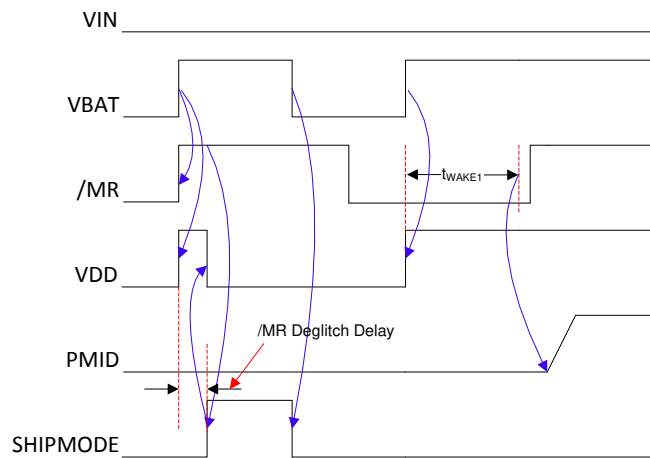 VIN
VBAT
/MR
tWAKE1
VDD
/MR Deglitch Delay
PMID
SHIPMODE